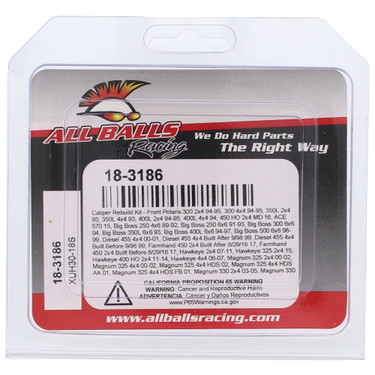 ALL BALLS
Racing
We Do Hard Parts
The Right Way
18-3186
Caliper Rebuild Kit - Front Polaris 300 2x4 94-95, 300 4x4 94-95, 350L 2x4
93, 350L 4x4 93, 400L 2x4 94-95, 400L 4x4 94, 450 HO 2x4 MD 16, ACE
570 15, Big Boss 250 4x6 89-92, Big Boss 250 6x6 91-93, Big Boss 300 6x6
94, Big Boss 350L 6x6 93, Big Boss 400L 6x6 94-97, Big Boss 500 6x6 98-
99, Diesel 455 4x4 00-01, Diesel 455 4x4 Built After 9/98 99, Diesel 455 4x4
Built Before 9/98 99, Farmhand 450 2x4 Built After 8/29/16 17, Farmhand
450 2x4 Built Before 8/29/16 17, Hawkeye 2x4 07-11, Hawkeye 325 2x4 15,
Hawkeye 400 HO 2x4 11-14, Hawkeye 4x4 06-07, Magnum 325 2x4 00-02,
Magnum 325 4x4 00-02, Magnum 325 4x4 HDS 02, Magnum 325 4x4 HDS
AA 01, Magnum 325 4x4 HDS FB 01, Magnum 330 2x4 03-05, Magnum 330
CALIFORNIA PROPOSITION 65 WARNING
WARNING: Cancer and Reproductive Harm
ADVERTENCIA: Cancer y Daños Reproductivos
www.P65Warnings.ca.gov
18-3186
XUH30-18S
www.allballsracing.com